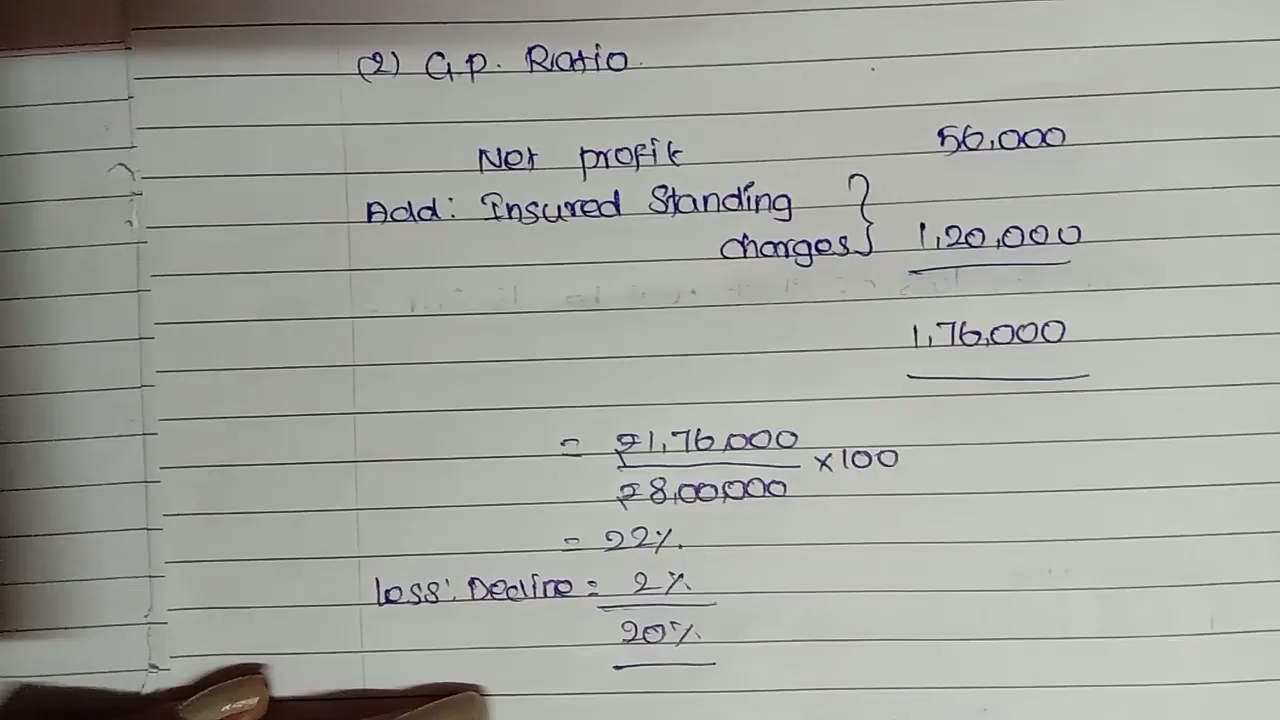 (2) G.P. Ratio.
Net profit 56,000
Add: Insured Standing
charges} 1,20,000
1,76,000
= ₹1,76,000
₹8,00,000 ×100
= 22%.
Less: Decline = 2%
20%.